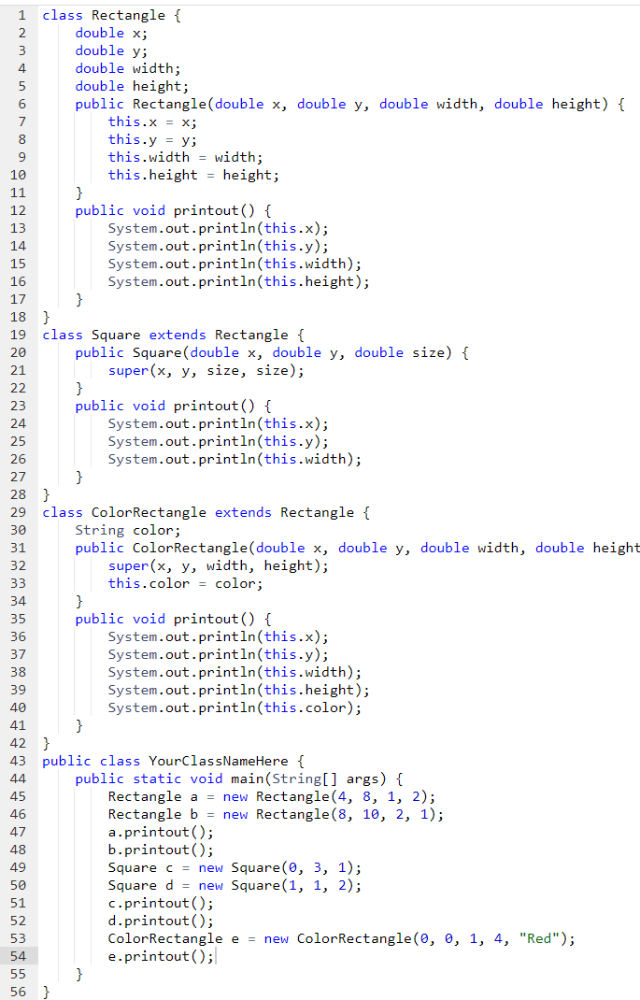 1 class Rectangle {
2     double x;
3     double y;
4     double width;
5     double height;
6     public Rectangle(double x, double y, double width, double height) {
7         this.x = x;
8         this.y = y;
9         this.width = width;
10         this.height = height;
11     }
12     public void printout() {
13         System.out.println(this.x);
14         System.out.println(this.y);
15         System.out.println(this.width);
16         System.out.println(this.height);
17     }
18 }
19 class Square extends Rectangle {
20     public Square(double x, double y, double size) {
21         super(x, y, size, size);
22     }
23     public void printout() {
24         System.out.println(this.x);
25         System.out.println(this.y);
26         System.out.println(this.width);
27     }
28 }
29 class ColorRectangle extends Rectangle {
30     String color;
31     public ColorRectangle(double x, double y, double width, double height
32         super(x, y, width, height);
33         this.color = color;
34     }
35     public void printout() {
36         System.out.println(this.x);
37         System.out.println(this.y);
38         System.out.println(this.width);
39         System.out.println(this.height);
40         System.out.println(this.color);
41     }
42 }
43 public class YourClassNameHere {
44     public static void main(String[] args) {
45         Rectangle a = new Rectangle(4, 8, 1, 2);
46         Rectangle b = new Rectangle(8, 10, 2, 1);
47         a.printout();
48         b.printout();
49         Square c = new Square(0, 3, 1);
50         Square d = new Square(1, 1, 2);
51         c.printout();
52         d.printout();
53         ColorRectangle e = new ColorRectangle(0, 0, 1, 4, "Red");
54         e.printout();
55     }
56 }